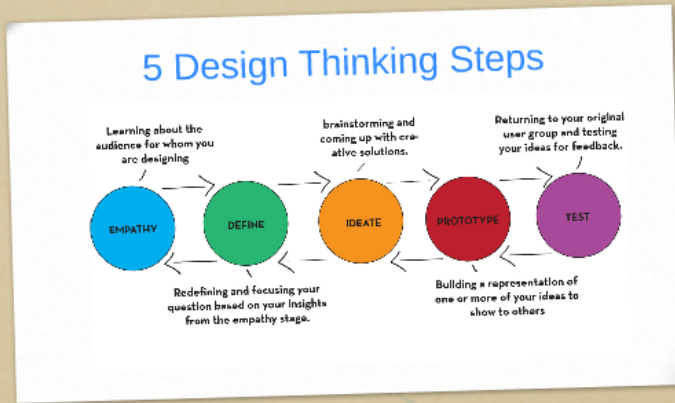 5 Design Thinking Steps
Learning about the
audience for whom you
are designing
brainstorming and
coming up with cre-
ative solutions.
Returning to your original
user group and testing
your ideas for feedback.
EMPATHY
DEFINE
IDEATE
PROTOTYPE
TEST
Redefining and focusing your
question based on your insights
from the empathy stage.
Building a representation of
one or more of your ideas to
show to others